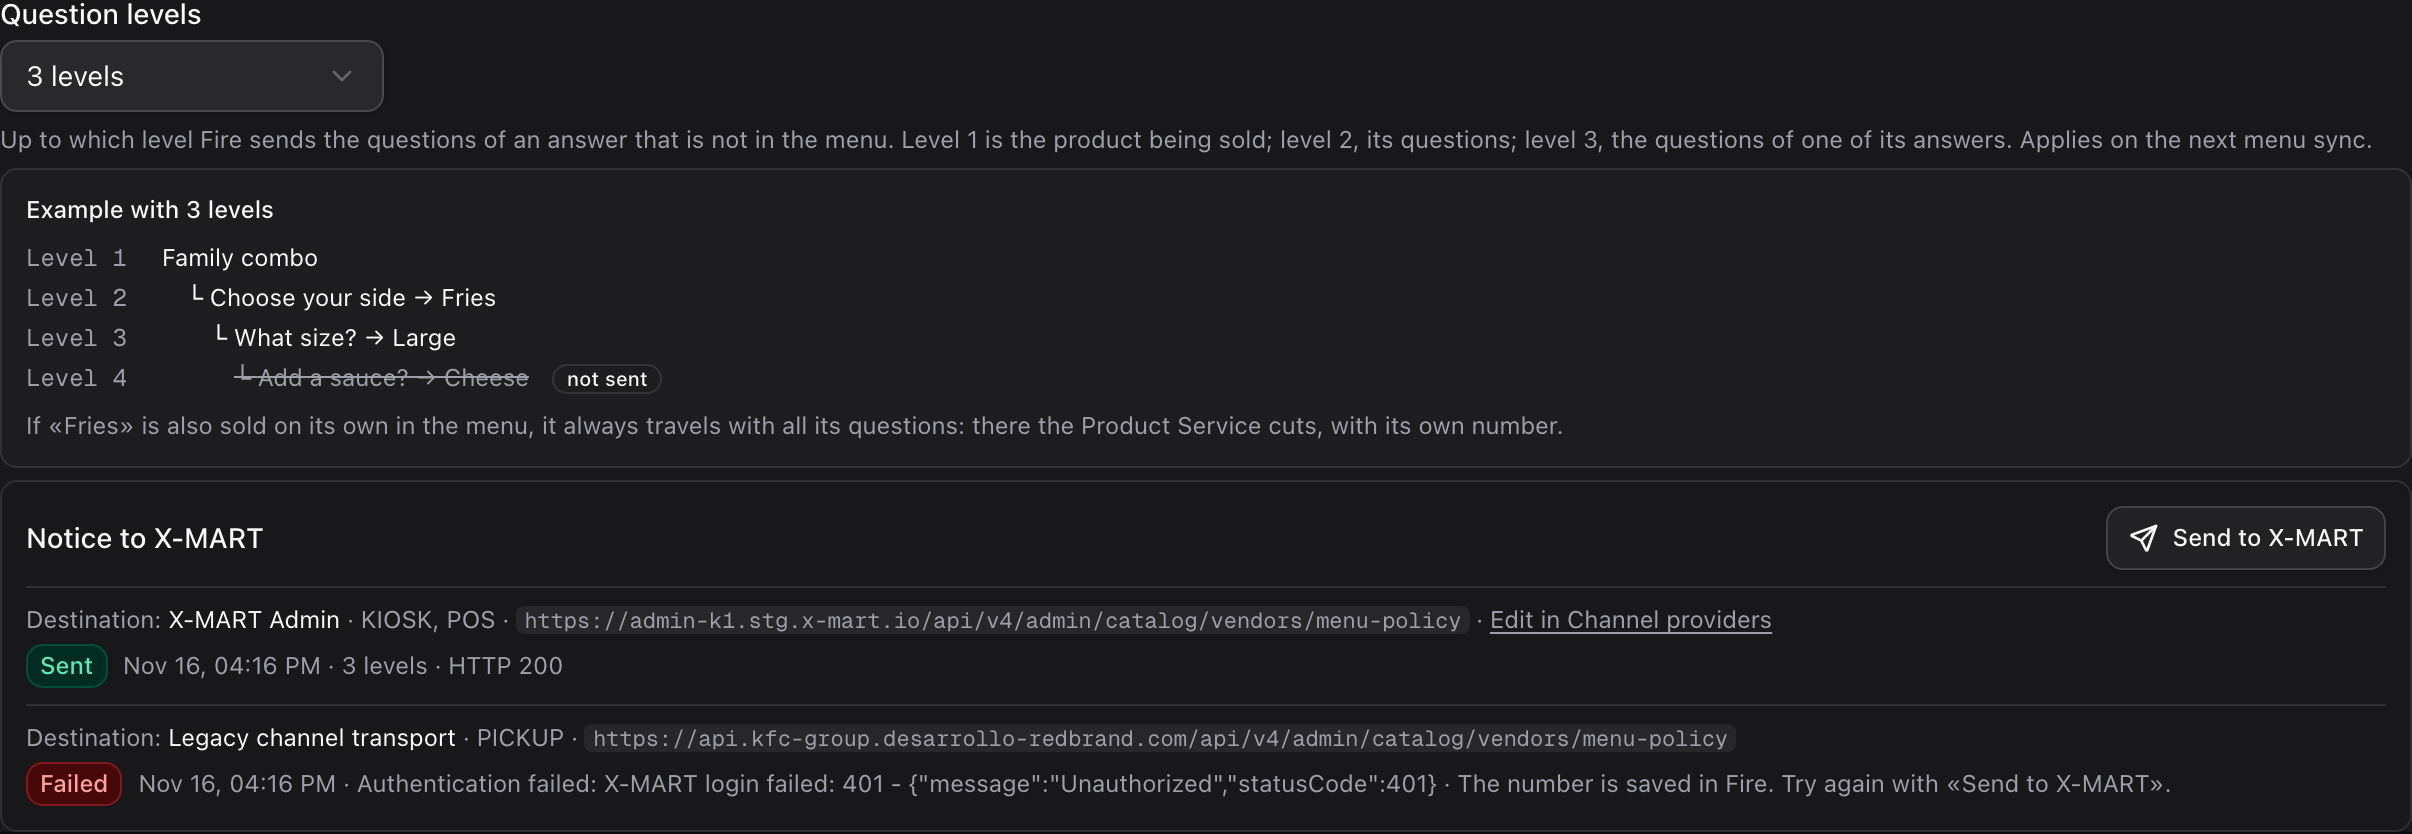 Question levels
3 levels
Up to which level Fire sends the questions of an answer that is not in the menu. Level 1 is the product being sold; level 2, its questions; level 3, the questions of one of its answers. Applies on the next menu sync.
Example with 3 levels
Level 1 Family combo
Level 2 └ Choose your side → Fries
Level 3 └ What size? → Large
Level 4 └ Add a sauce? → Cheese not sent
If «Fries» is also sold on its own in the menu, it always travels with all its questions: there the Product Service cuts, with its own number.
Notice to X-MART
Send to X-MART
Destination: X-MART Admin · KIOSK, POS · https://admin-k1.stg.x-mart.io/api/v4/admin/catalog/vendors/menu-policy · Edit in Channel providers
Sent Nov 16, 04:16 PM · 3 levels · HTTP 200
Destination: Legacy channel transport · PICKUP · https://api.kfc-group.desarrollo-redbrand.com/api/v4/admin/catalog/vendors/menu-policy
Failed Nov 16, 04:16 PM · Authentication failed: X-MART login failed: 401 - {"message":"Unauthorized","statusCode":401} · The number is saved in Fire. Try again with «Send to X-MART».